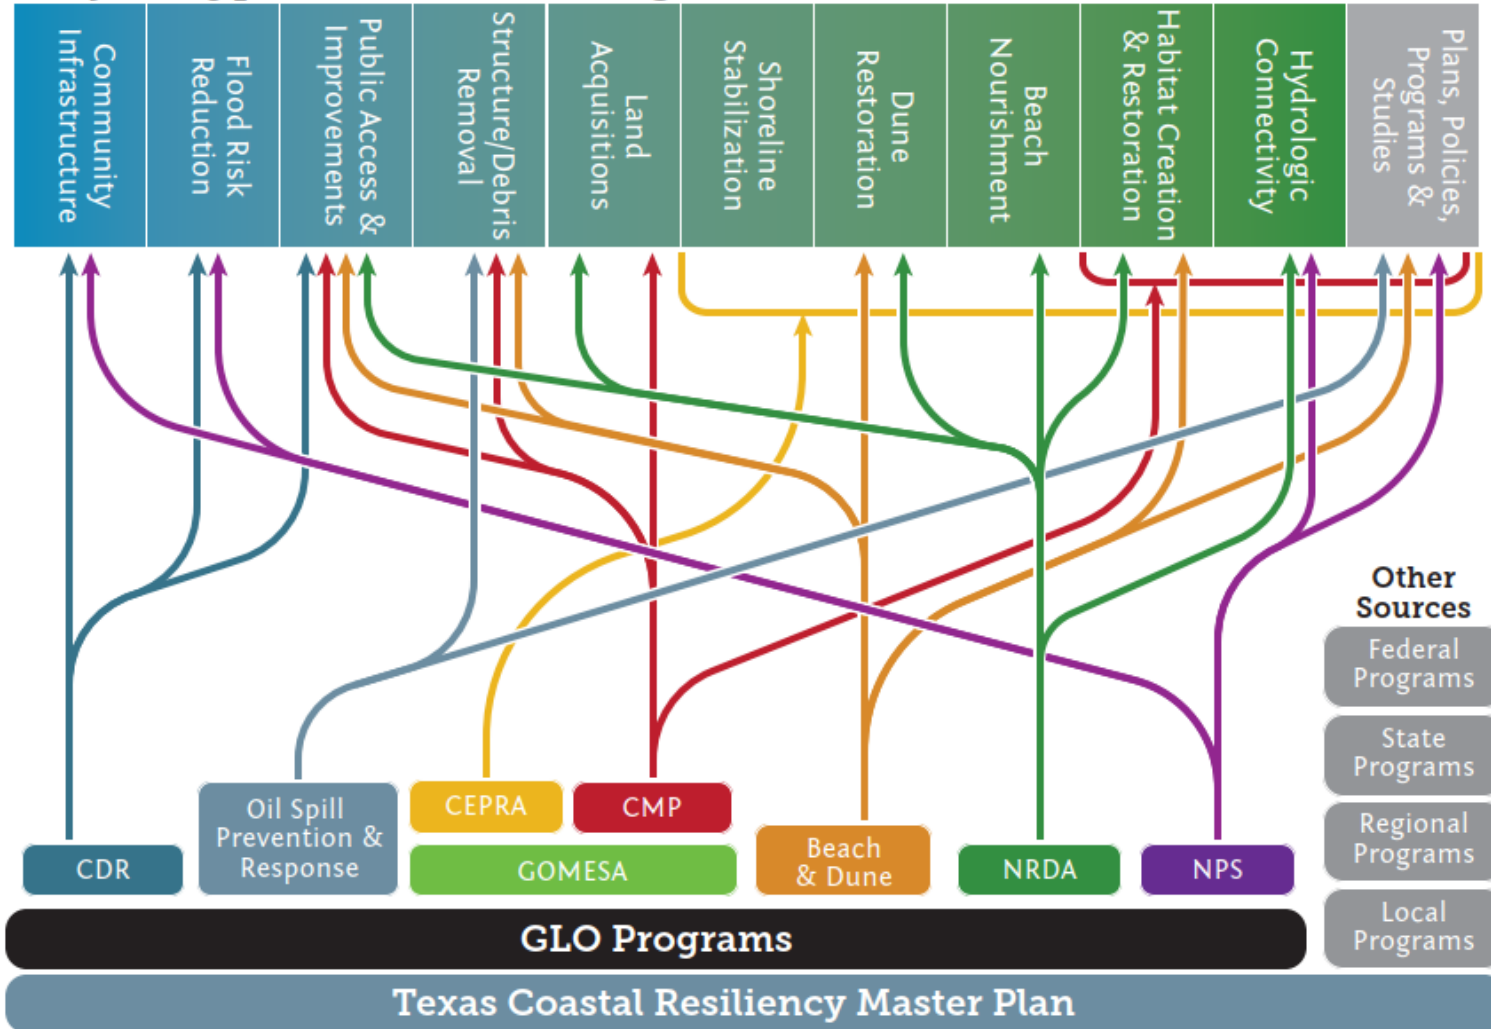 Community
Infrastructure
Flood Risk
Reduction
Public Access &
Improvements
Structure/Debris
Removal
Land
Acquisitions
Shoreline
Stabilization
Dune
Restoration
Beach
Nourishment
Habitat Creation
& Restoration
Hydrologic
Connectivity
Plans, Policies,
Programs &
Studies
Other
Sources
Federal
Programs
State
Programs
Regional
Programs
Local
Programs
CDR
Oil Spill
Prevention &
Response
CEPRA
CMP
GOMESA
Beach
& Dune
NRDA
NPS
GLO Programs
Texas Coastal Resiliency Master Plan